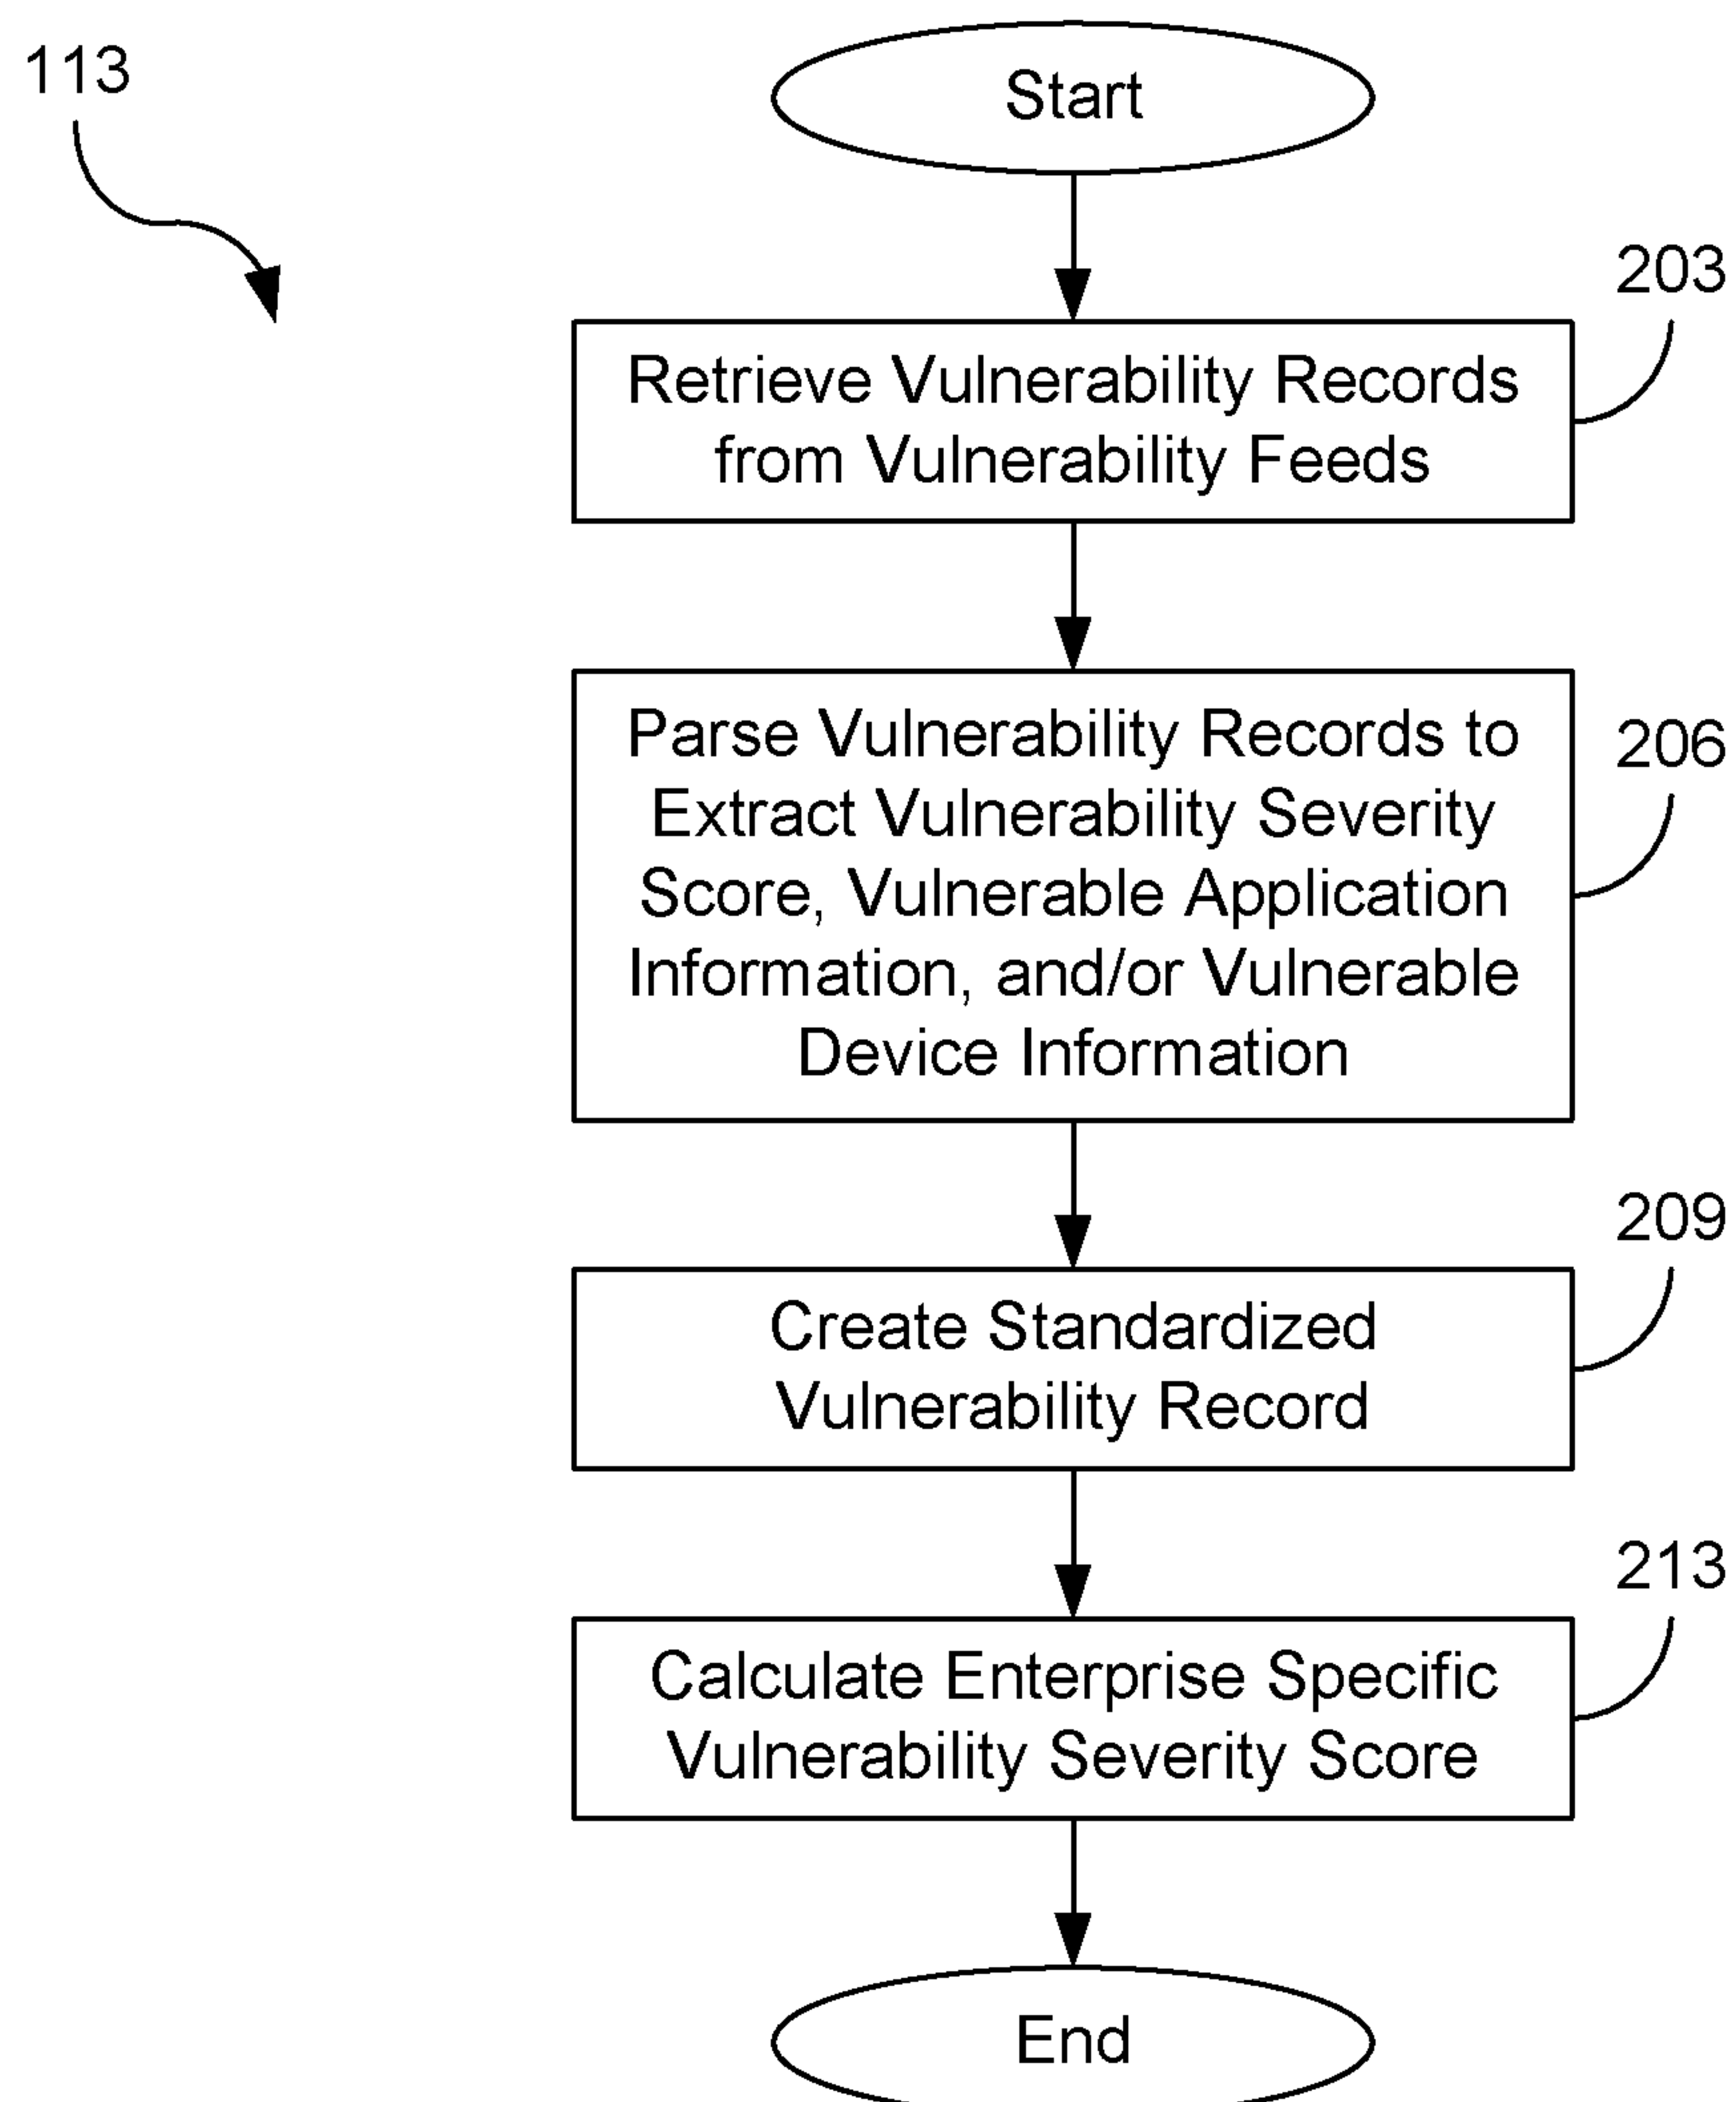 113
Start
203
Retrieve Vulnerability Records
from Vulnerability Feeds
206
Parse Vulnerability Records to
Extract Vulnerability Severity
Score, Vulnerable Application
Information, and/or Vulnerable
Device Information
209
Create Standardized
Vulnerability Record
213
Calculate Enterprise Specific
Vulnerability Severity Score
End